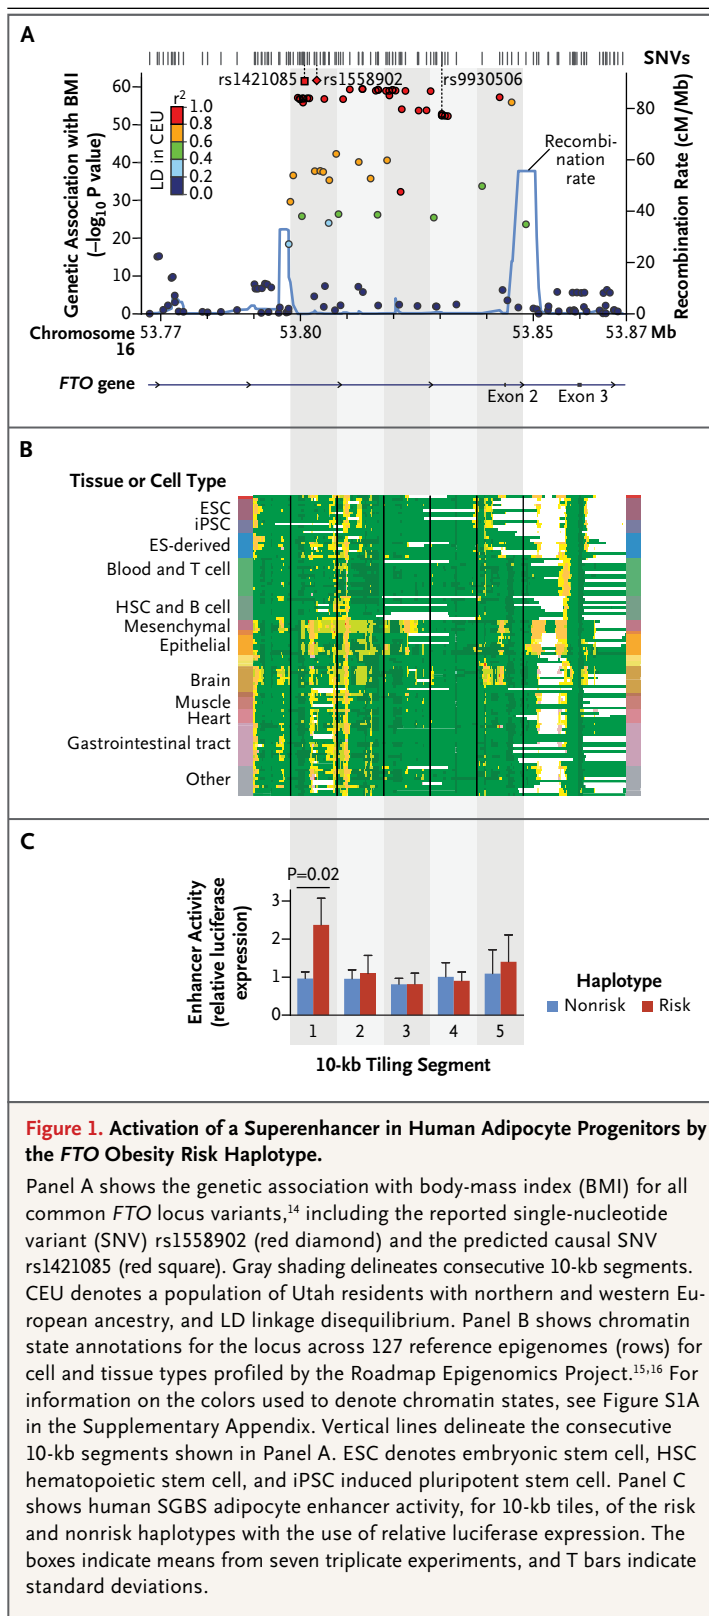 A
SNVs
rs1421085
rs1558902
rs9930506
Genetic Association with BMI
(−log10 P value)
60
50
40
30
20
10
0
LD in CEU
r2
1.0
0.8
0.6
0.4
0.2
0.0
Recombi-
nation
rate
80
60
40
20
0
Recombination Rate (cM/Mb)
Chromosome
16
53.77
53.80
53.85
53.87 Mb
FTO gene
Exon 2
Exon 3
B
Tissue or Cell Type
ESC
iPSC
ES-derived
Blood and T cell
HSC and B cell
Mesenchymal
Epithelial
Brain
Muscle
Heart
Gastrointestinal tract
Other
C
P=0.02
Enhancer Activity
(relative luciferase
expression)
3
2
1
0
1 2 3 4 5
10-kb Tiling Segment
Haplotype
Nonrisk Risk
Figure 1. Activation of a Superenhancer in Human Adipocyte Progenitors by
the FTO Obesity Risk Haplotype.
Panel A shows the genetic association with body-mass index (BMI) for all
common FTO locus variants,14 including the reported single-nucleotide
variant (SNV) rs1558902 (red diamond) and the predicted causal SNV
rs1421085 (red square). Gray shading delineates consecutive 10-kb segments.
CEU denotes a population of Utah residents with northern and western Eu-
ropean ancestry, and LD linkage disequilibrium. Panel B shows chromatin
state annotations for the locus across 127 reference epigenomes (rows) for
cell and tissue types profiled by the Roadmap Epigenomics Project.15,16 For
information on the colors used to denote chromatin states, see Figure S1A
in the Supplementary Appendix. Vertical lines delineate the consecutive
10-kb segments shown in Panel A. ESC denotes embryonic stem cell, HSC
hematopoietic stem cell, and iPSC induced pluripotent stem cell. Panel C
shows human SGBS adipocyte enhancer activity, for 10-kb tiles, of the risk
and nonrisk haplotypes with the use of relative luciferase expression. The
boxes indicate means from seven triplicate experiments, and T bars indicate
standard deviations.